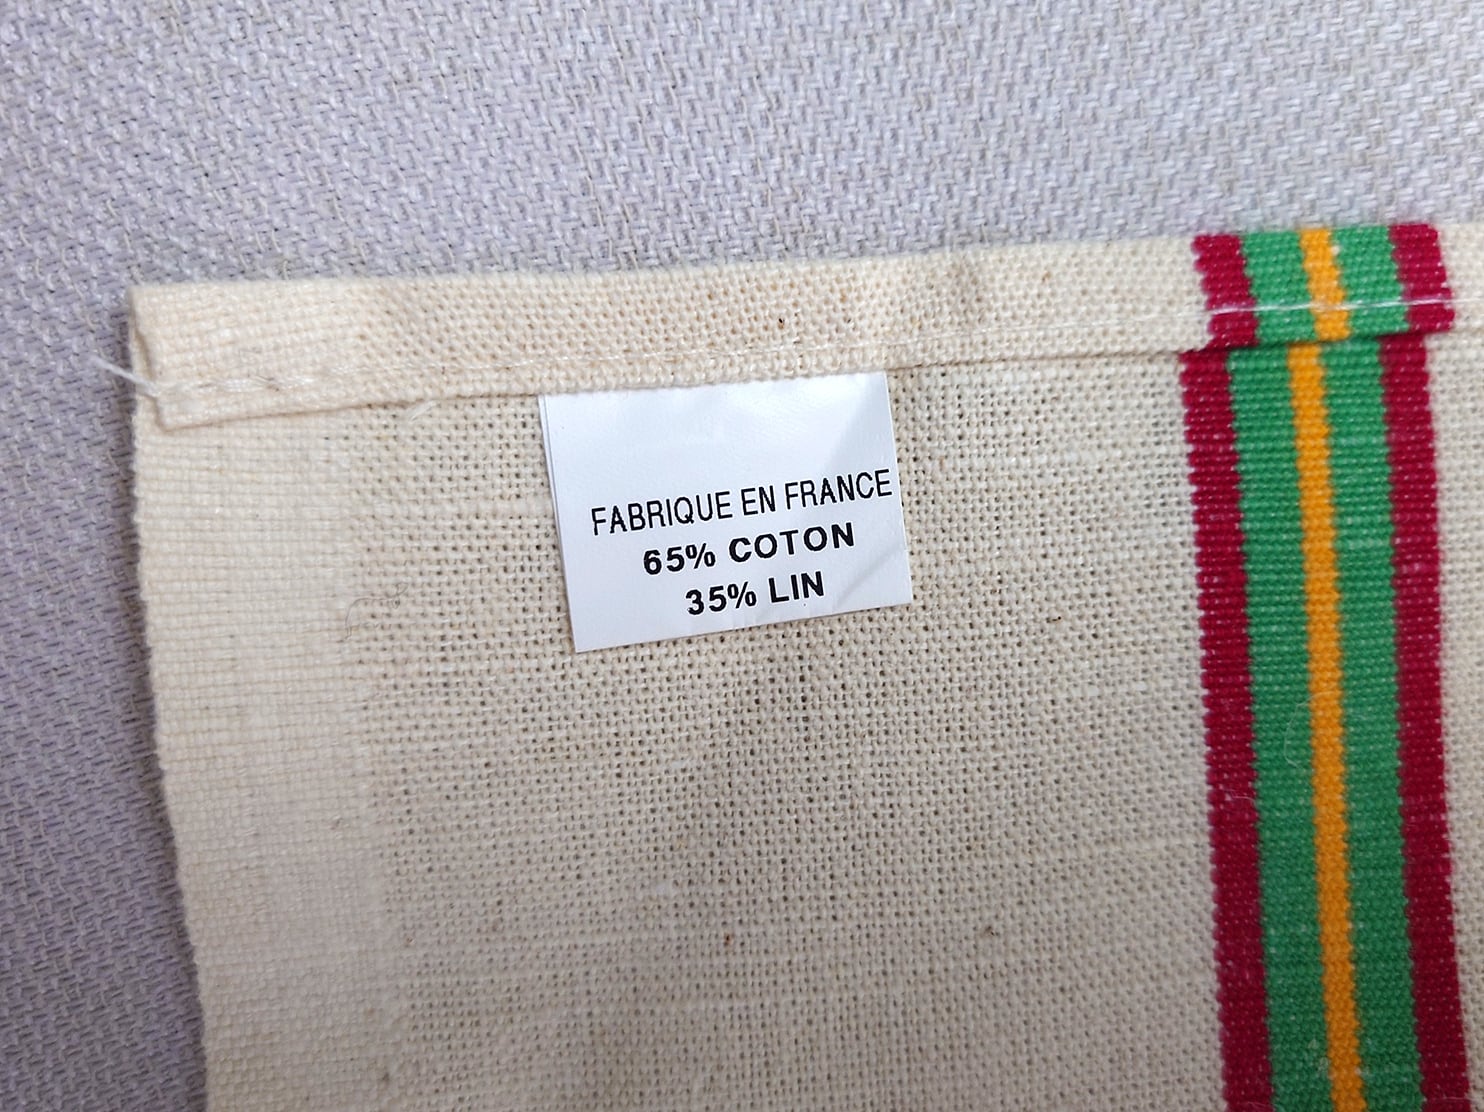 FABRIQUE EN FRANCE
65% COTON
35% LIN